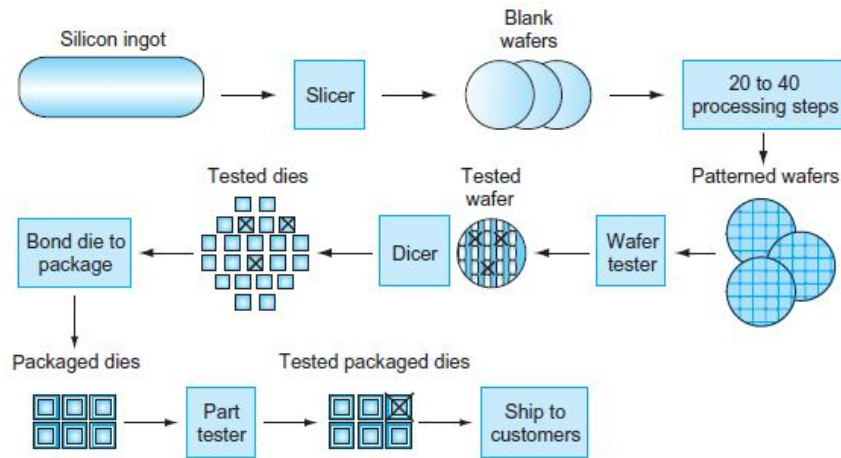 Silicon ingot
Slicer
Blank
wafers
20 to 40
processing steps
Patterned wafers
Wafer
tester
Tested
wafer
Dicer
Tested dies
Bond die to
package
Packaged dies
Part
tester
Tested packaged dies
Ship to
customers